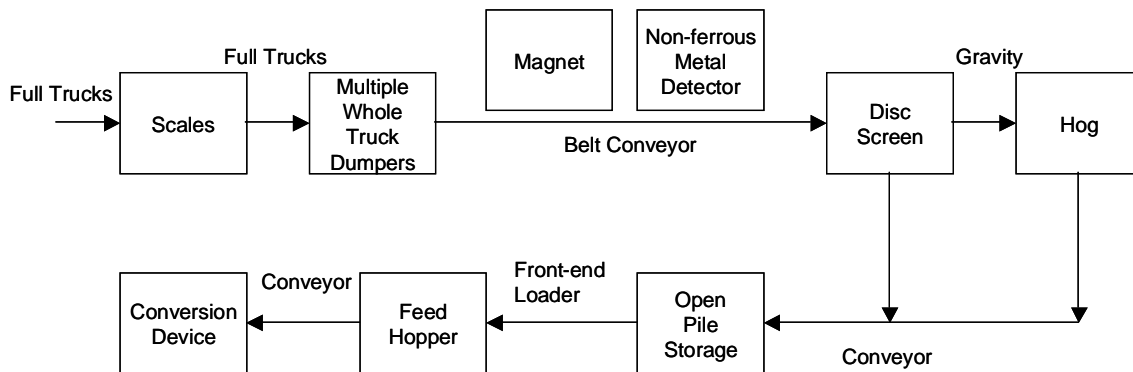 Full Trucks
Scales
Full Trucks
Multiple
Whole
Truck
Dumpers
Magnet
Non-ferrous
Metal
Detector
Belt Conveyor
Disc
Screen
Gravity
Hog
Conveyor
Open
Pile
Storage
Front-end
Loader
Feed
Hopper
Conveyor
Conversion
Device